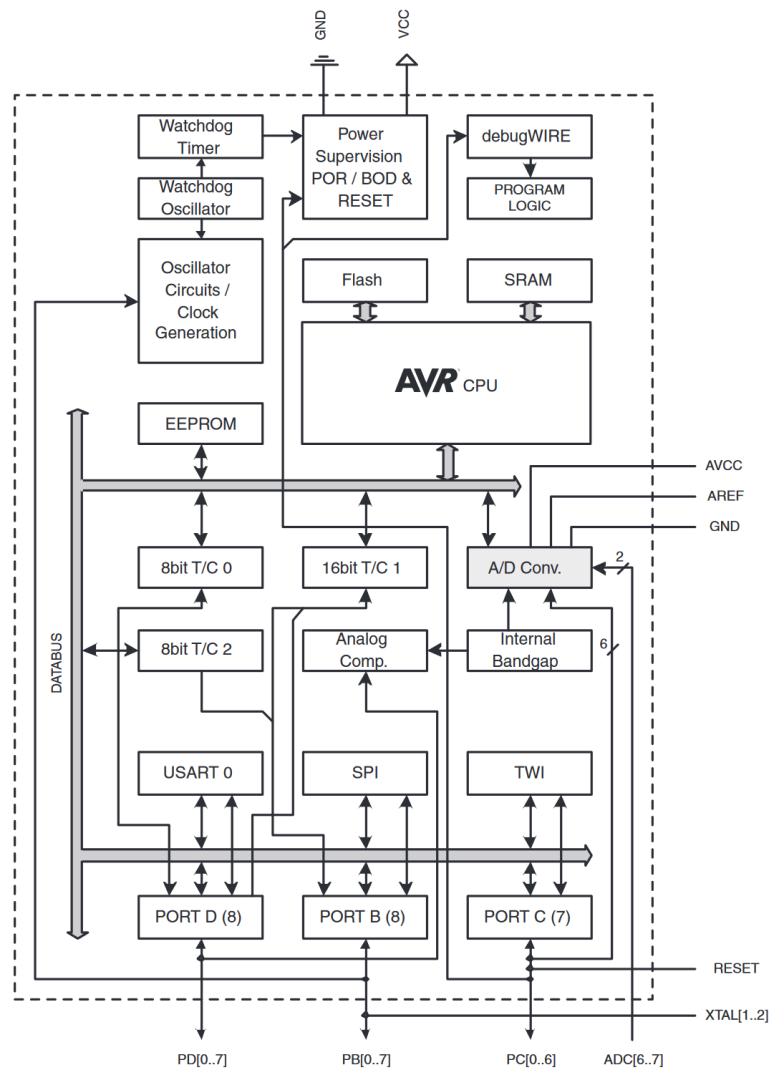 GND
VCC
Watchdog
Timer
Power
Supervision
POR / BOD &
RESET
debugWIRE
Watchdog
Oscillator
PROGRAM
LOGIC
Oscillator
Circuits /
Clock
Generation
Flash
SRAM
AVR CPU
EEPROM
AVCC
AREF
GND
8bit T/C 0
16bit T/C 1
A/D Conv.
2
8bit T/C 2
Analog
Comp.
Internal
Bandgap
6
DATABUS
USART 0
SPI
TWI
PORT D (8)
PORT B (8)
PORT C (7)
RESET
XTAL[1..2]
PD[0..7]
PB[0..7]
PC[0..6]
ADC[6..7]